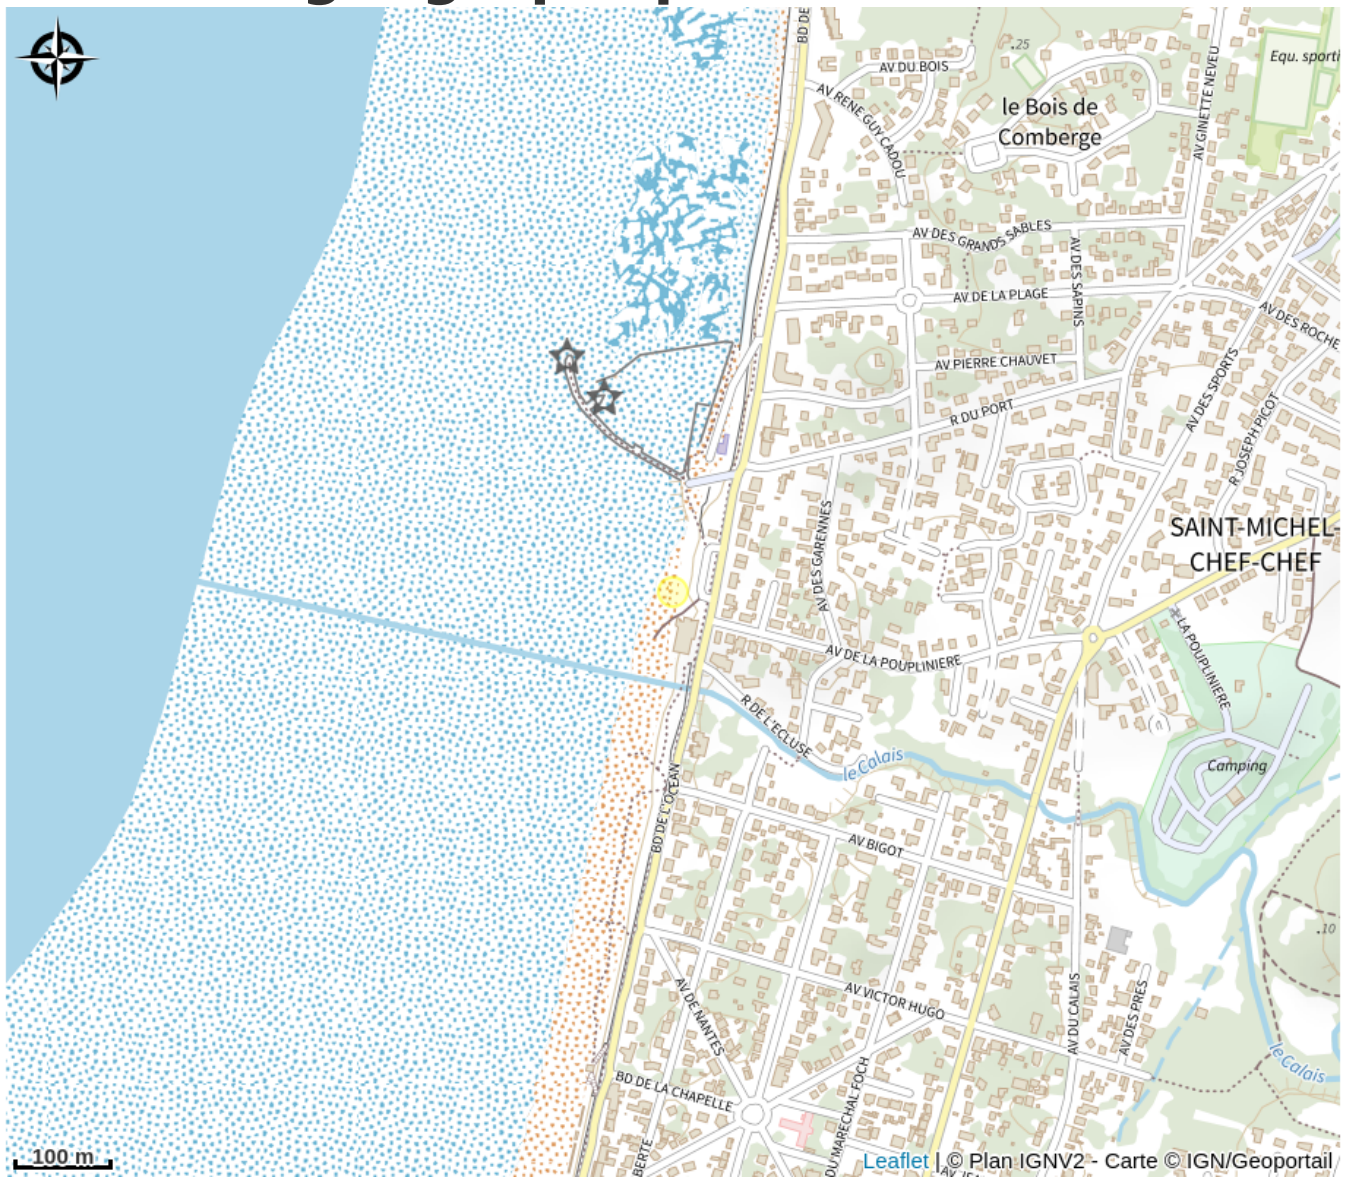 BD DE
.25
AV DU BOIS
Equ. sporti
AV RENE GUY CADOU
le Bois de
Comberge
AV GINETTE NEVEU
AV DES GRANDS SABLES
AV DES SAPINS
AV DE LA PLAGE
AV DES ROCHE
AV PIERRE CHAUVET
AV DES SPORTS
R DU PORT
R JOSEPH PICOT
AV DES GARENNES
SAINT-MICHEL-
CHEF-CHEF
LA POUPLINIERE
AV DE LA POUPLINIERE
R DE L'ECLUSE
le Calais
Camping
BD DE L'OCEAN
AV BIGOT
.10
AV DE NANTES
AV VICTOR HUGO
AV DU CALAIS
AV DES PRES
le Calais
BD DE LA CHAPELLE
DU MARECHAL FOCH
BERTE
100 m
Leaflet | © Plan IGNV2 - Carte © IGN/Geoportail